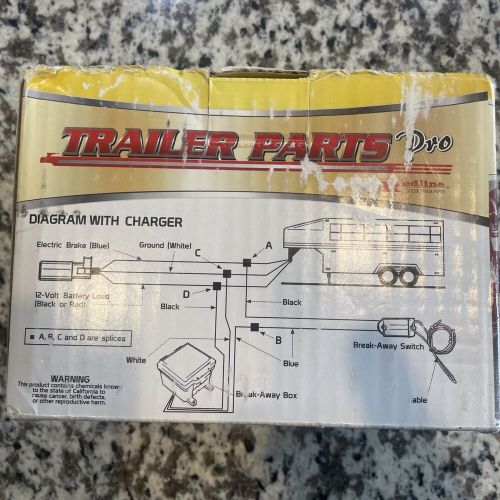 TRAILER PARTS Pro
Redline
DIAGRAM WITH CHARGER
Electric Brake (Blue)
Ground (White)
C
A
12-Volt Battery Load
(Black or Red)
D
Black
Black
■ A, B, C and D are splices
B
White
Blue
Break-Away Switch
WARNING
This product contains chemicals known
to the state of California to
cause cancer, birth defects,
or other reproductive harm.
Break-Away Box